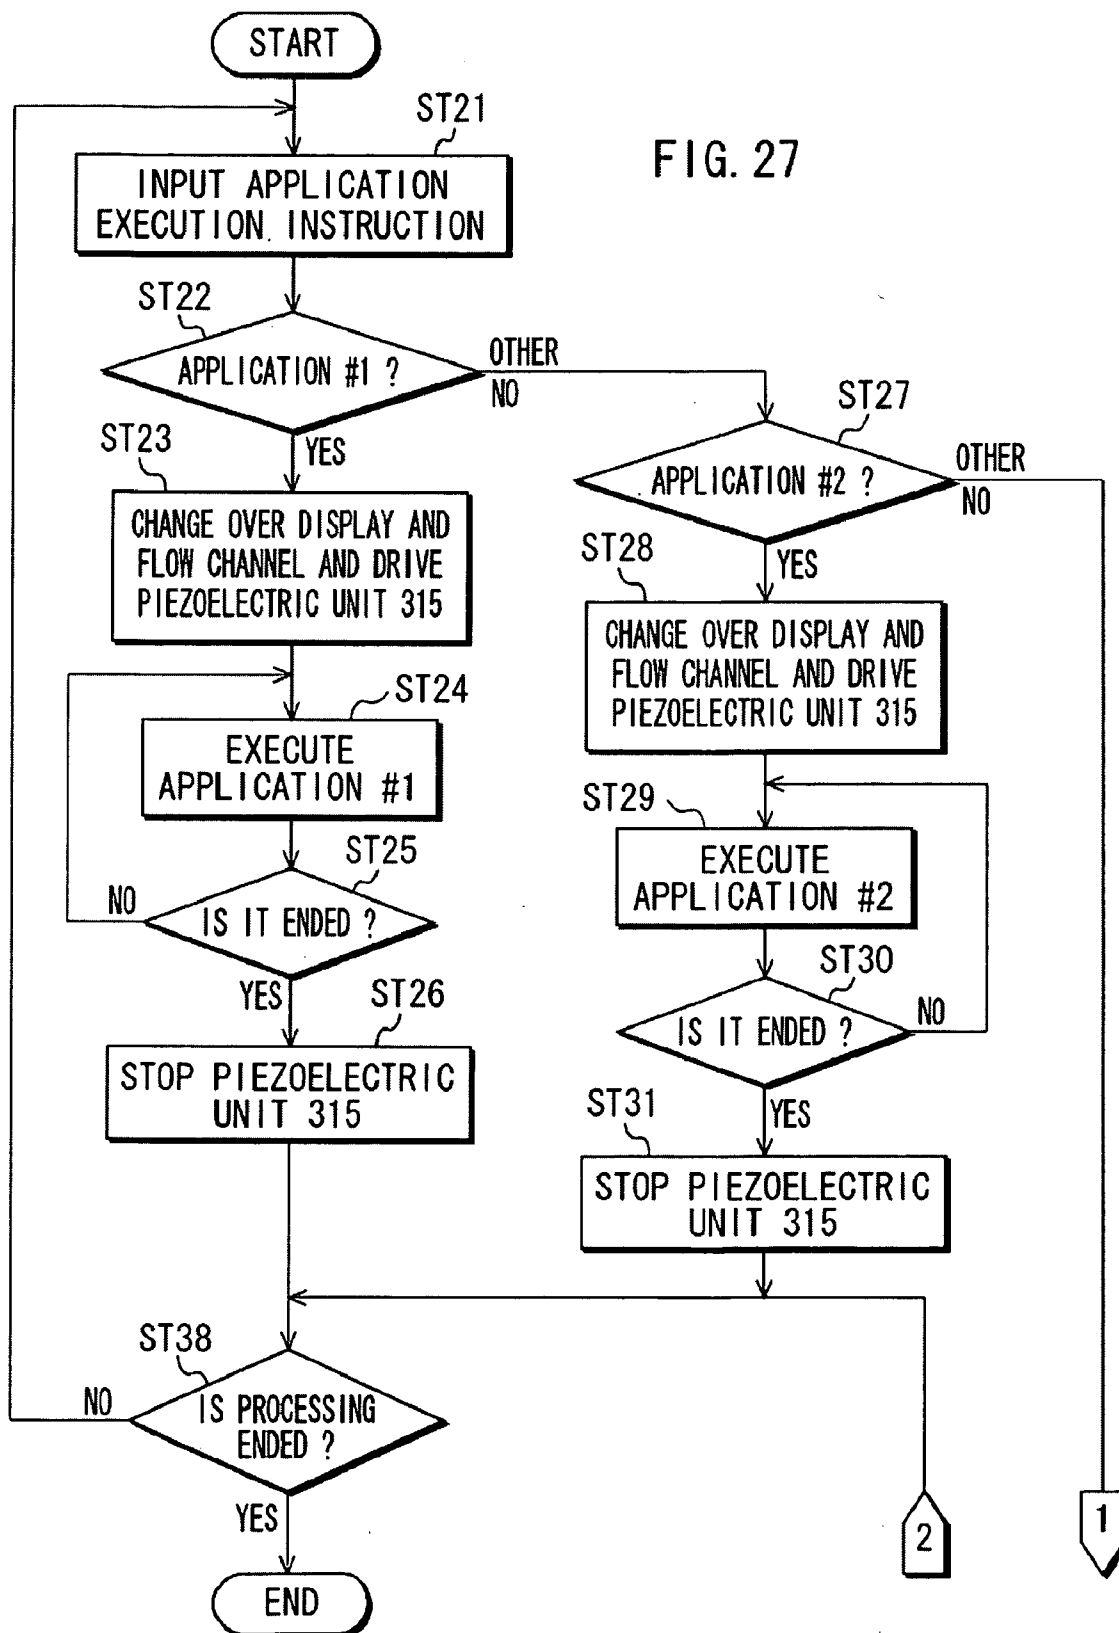 START
ST21
FIG. 27
INPUT APPLICATION
EXECUTION INSTRUCTION
ST22
APPLICATION #1 ?
OTHER
NO
ST27
ST23
YES
APPLICATION #2 ?
OTHER
NO
CHANGE OVER DISPLAY AND
FLOW CHANNEL AND DRIVE
PIEZOELECTRIC UNIT 315
ST28
YES
CHANGE OVER DISPLAY AND
FLOW CHANNEL AND DRIVE
PIEZOELECTRIC UNIT 315
ST24
EXECUTE
APPLICATION #1
ST29
EXECUTE
APPLICATION #2
ST25
NO
IS IT ENDED ?
ST30
YES
ST26
IS IT ENDED ?
NO
STOP PIEZOELECTRIC
UNIT 315
ST31
YES
STOP PIEZOELECTRIC
UNIT 315
ST38
NO
IS PROCESSING
ENDED ?
YES
2
1
END